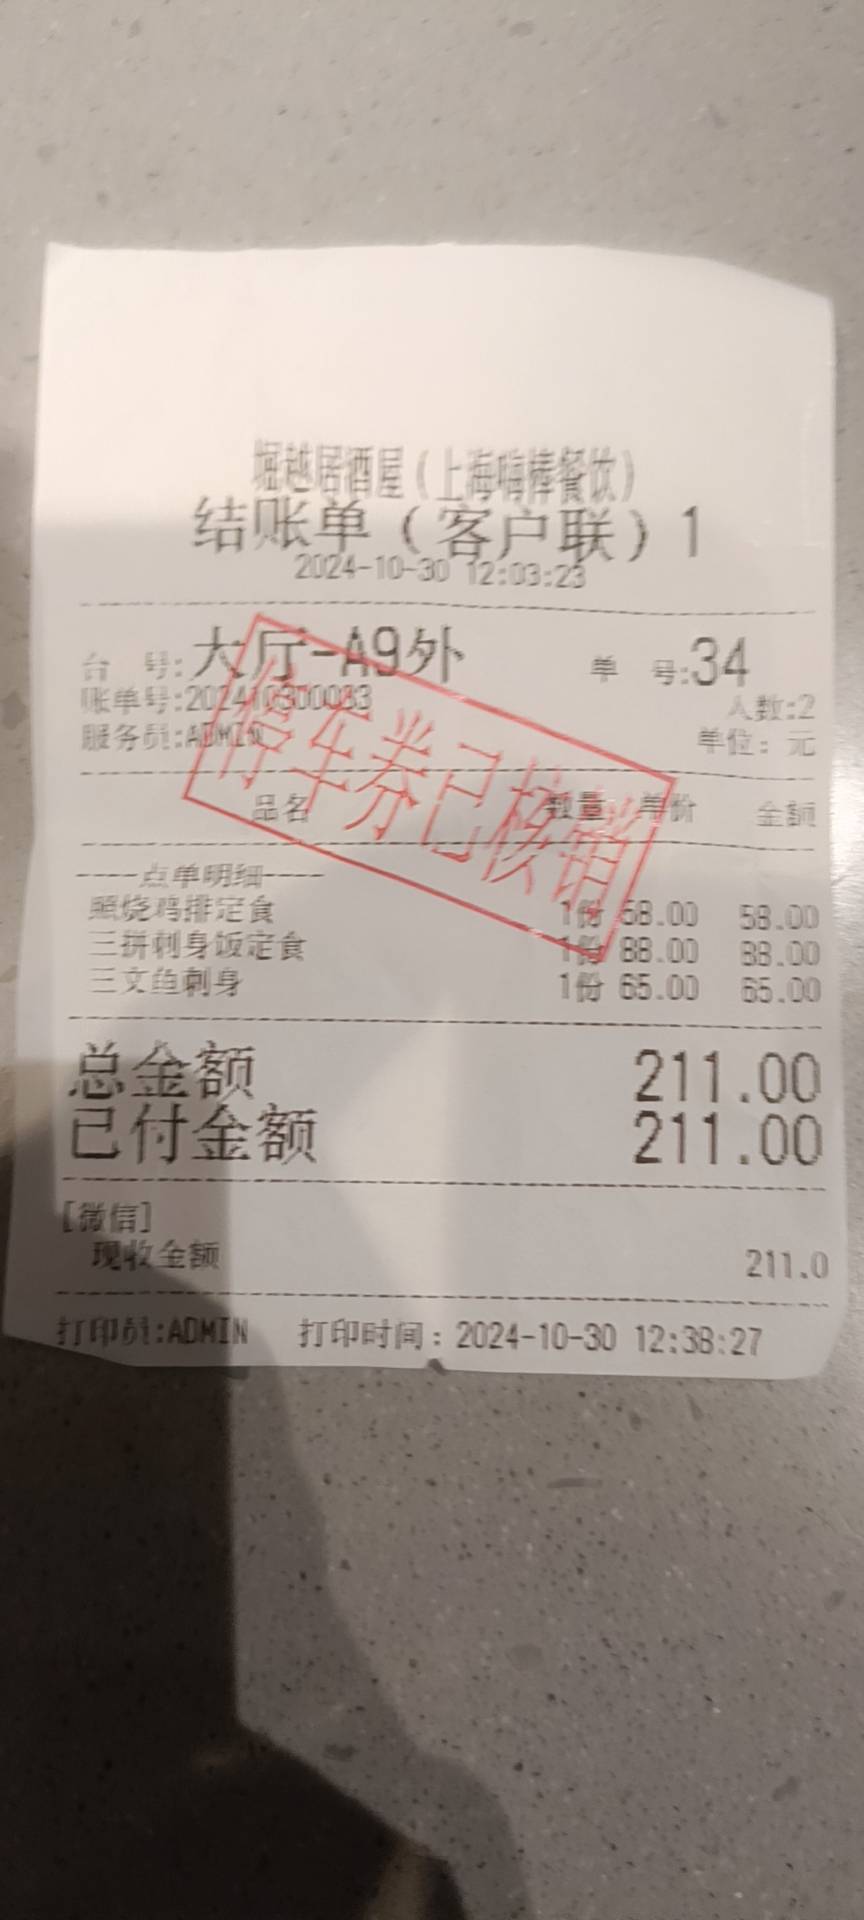 堀越居酒屋(上海嗨棒餐饮)
结账单(客户联)1
2024-10-30 12:03:23
台 号:大厅-A9外 单 号:34
账单号:202410300033 人数:2
服务员:ADMIN 单位: 元
停车券已核销
品名 数量 单价 金额
----点单明细----
照烧鸡排定食 1份 58.00 58.00
三拼刺身饭定食 1份 88.00 88.00
三文鱼刺身 1份 65.00 65.00
总金额 211.00
已付金额 211.00
[微信]
现收金额 211.0
打印员:ADMIN 打印时间: 2024-10-30 12:38:27